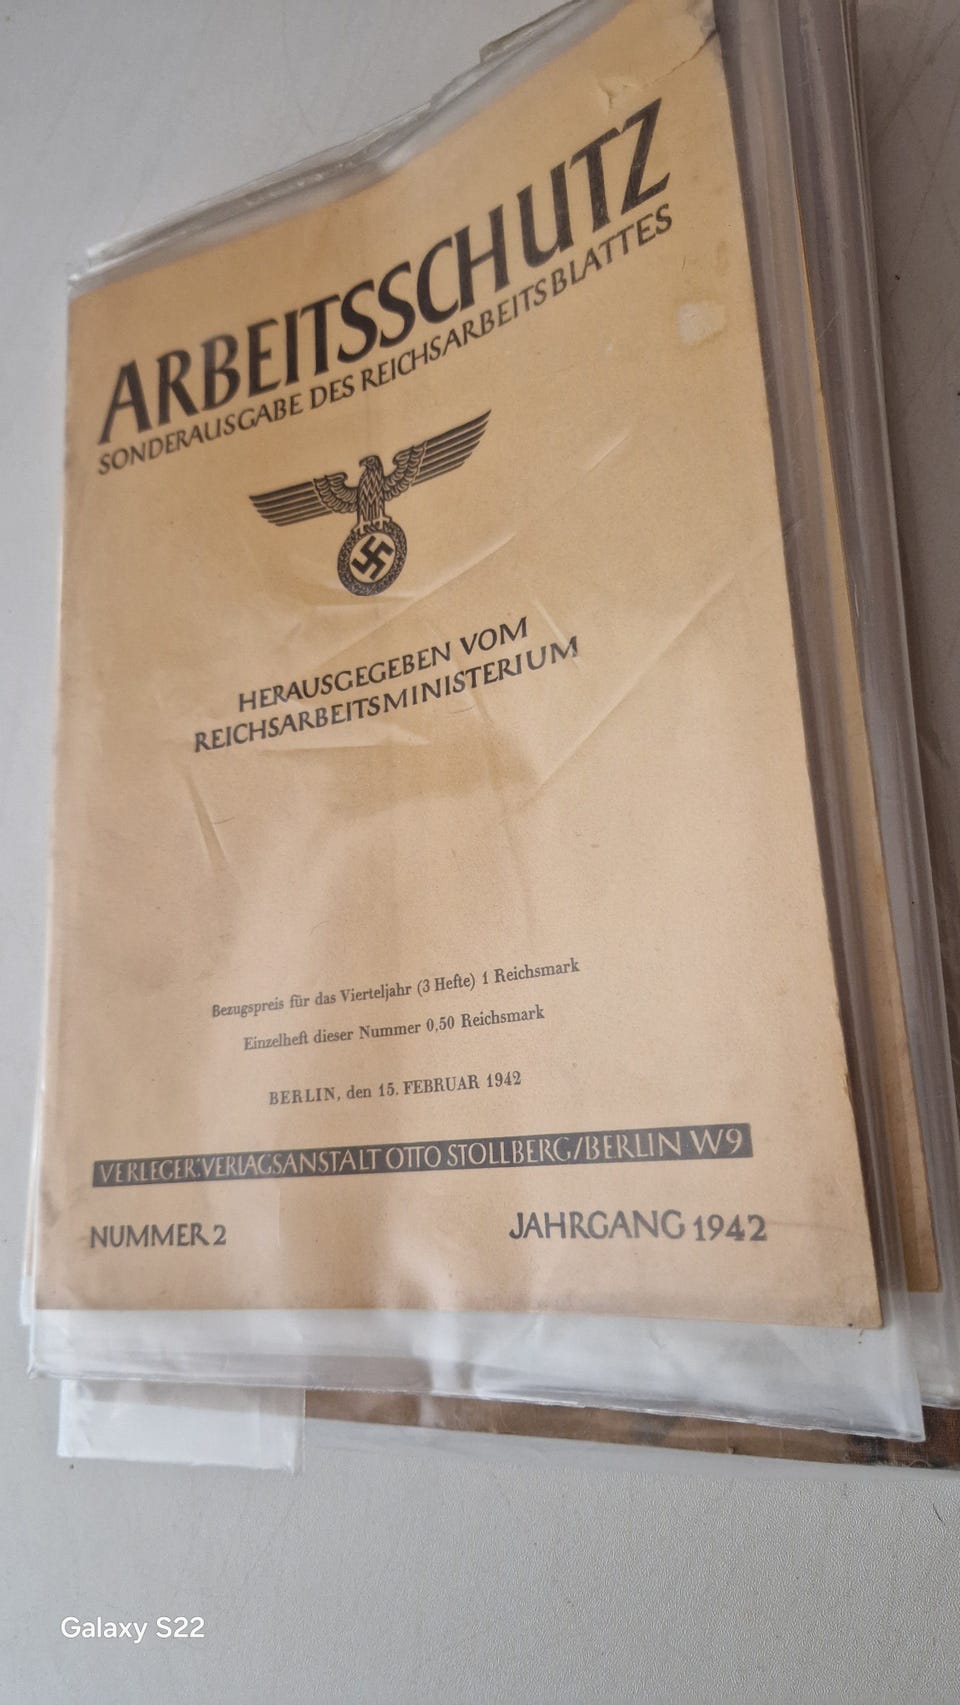 ARBEITSSCHUTZ
SONDERAUSGABE DES REICHSARBEITSBLATTES
HERAUSGEGEBEN VOM
REICHSARBEITSMINISTERIUM
Bezugspreis für das Vierteljahr (3 Hefte) 1 Reichsmark
Einzelheft dieser Nummer 0,50 Reichsmark
BERLIN, den 15. FEBRUAR 1942
VERLEGER: VERLAGSANSTALT OTTO STOLLBERG/BERLIN W9
NUMMER 2 JAHRGANG 1942
Galaxy S22